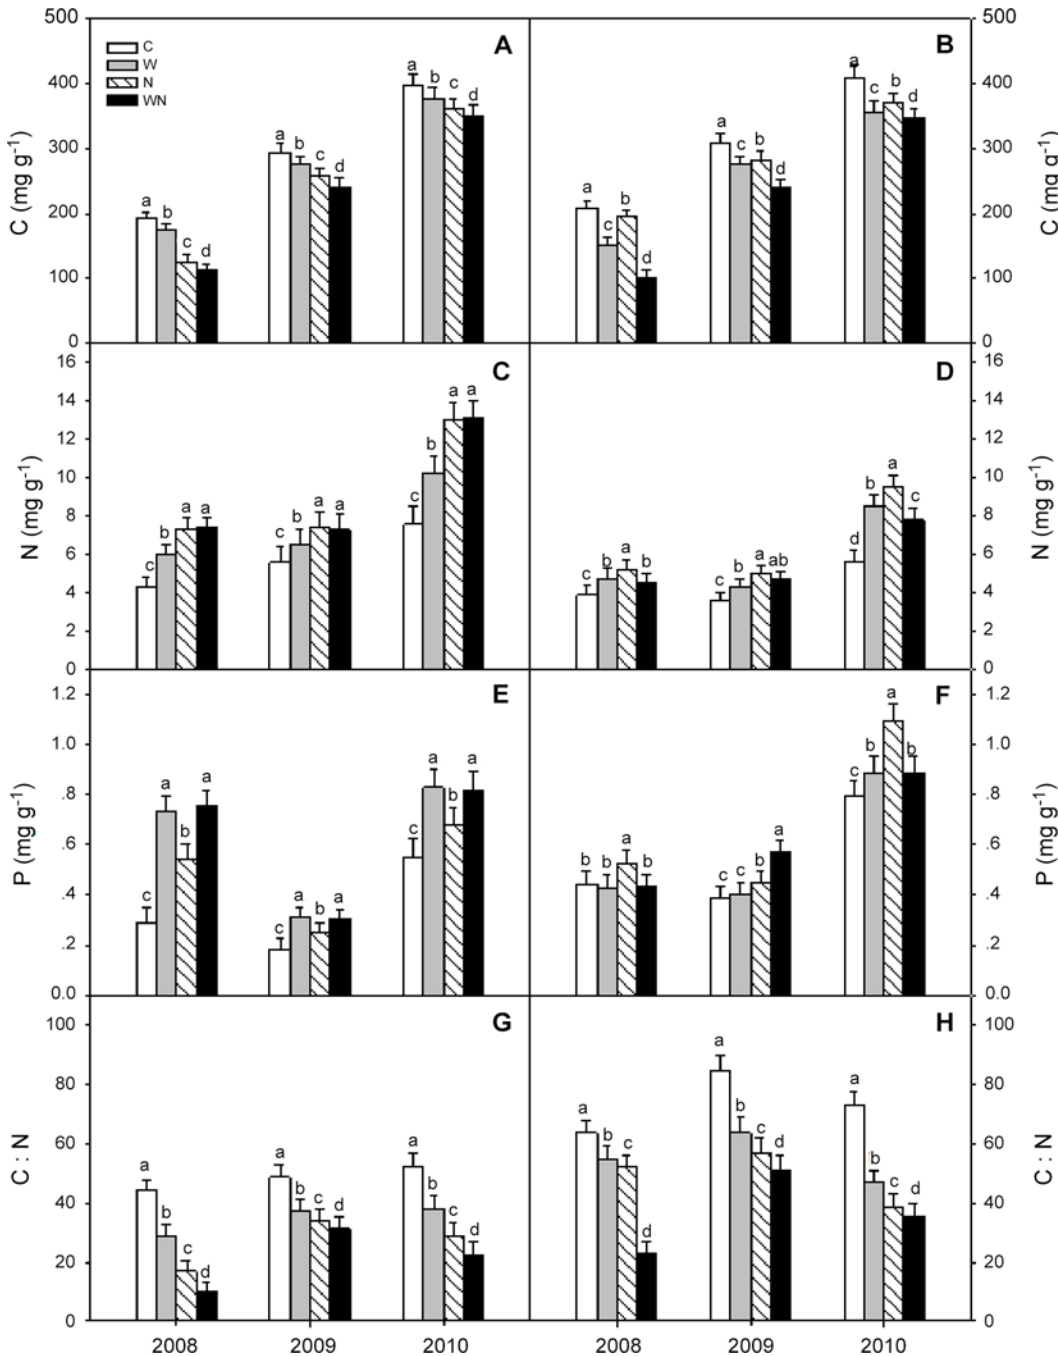 500 A B 500
C
W
N
WN
400 400
300 300
200 200
100 100
0 0
C (mg g-1) C (mg g-1)
a b c d a b c d a b c d
a c b d a c b d a c b d
16 C D 16
14 14
12 12
10 10
8 8
6 6
4 4
2 2
0 0
N (mg g-1) N (mg g-1)
c b a a c b a a c b a a
c b a b c b a ab d b a c
1.2 E F 1.2
1.0 1.0
.8 .8
.6 .6
.4 .4
.2 .2
0.0 0.0
P (mg g-1) P (mg g-1)
c a b a c a b a c a b a
b b a b c c b a c b a b
100 G H 100
80 80
60 60
40 40
20 20
0 0
C : N C : N
a b c d a b c d a b c d
a b c d a b c d a b c d
2008 2009 2010 2008 2009 2010